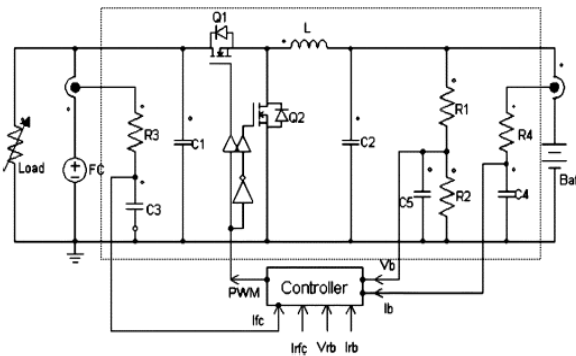 Q1
L
Q2
R1
R3
R4
C1
C2
Load
FC
C3
C5
R2
C4
Bat
Vb
PWM
Controller
Ib
Ifc
Irfc Vrb Irb